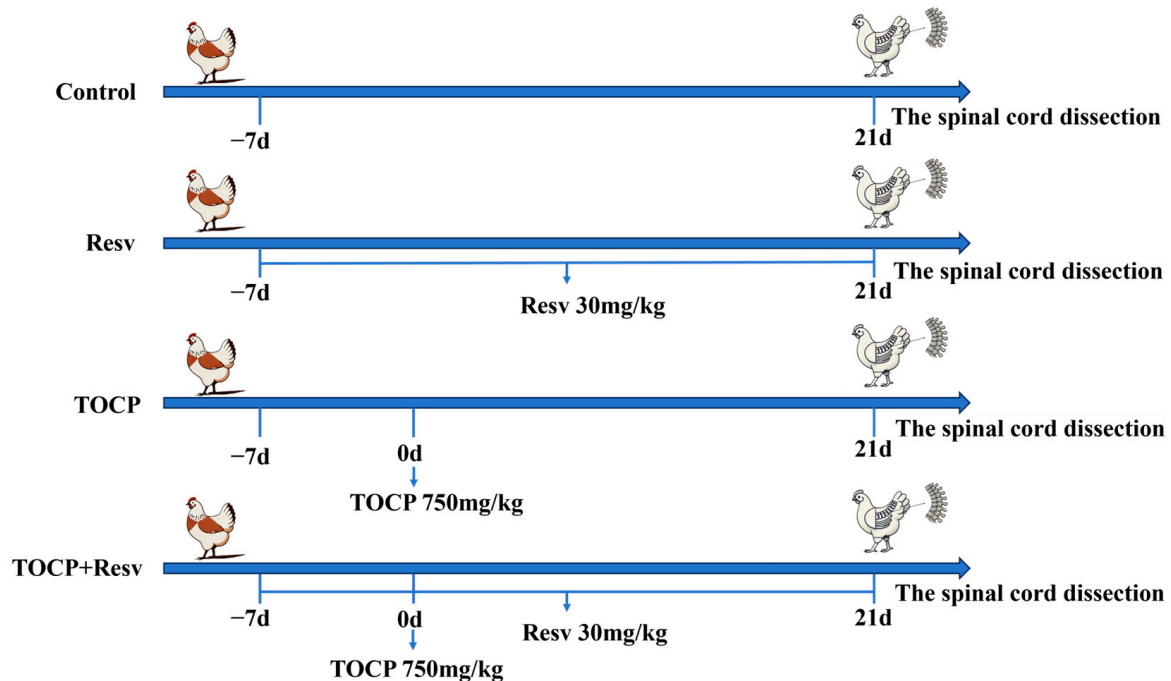 Control
−7d
21d
The spinal cord dissection
Resv
−7d
Resv 30mg/kg
21d
The spinal cord dissection
TOCP
−7d
0d
TOCP 750mg/kg
21d
The spinal cord dissection
TOCP+Resv
−7d
0d
TOCP 750mg/kg
Resv 30mg/kg
21d
The spinal cord dissection